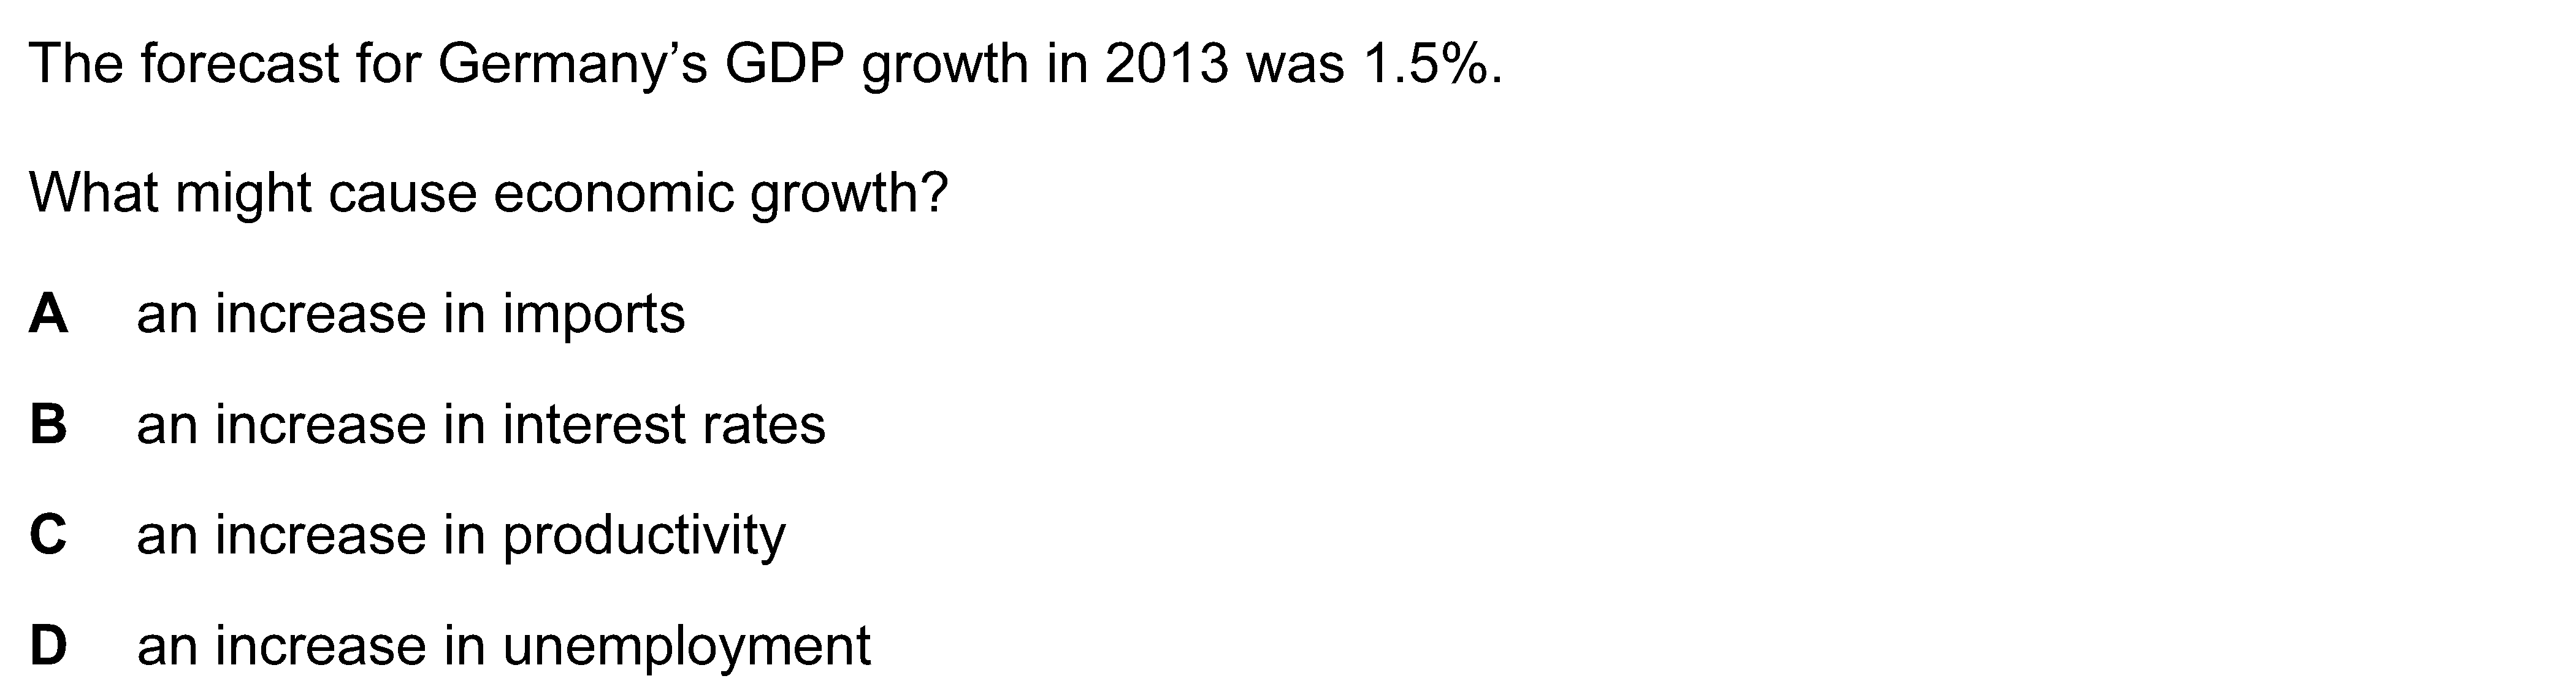 The forecast for Germany’s GDP growth in 2013 was 1.5%.
What might cause economic growth?
A an increase in imports
B an increase in interest rates
C an increase in productivity
D an increase in unemployment